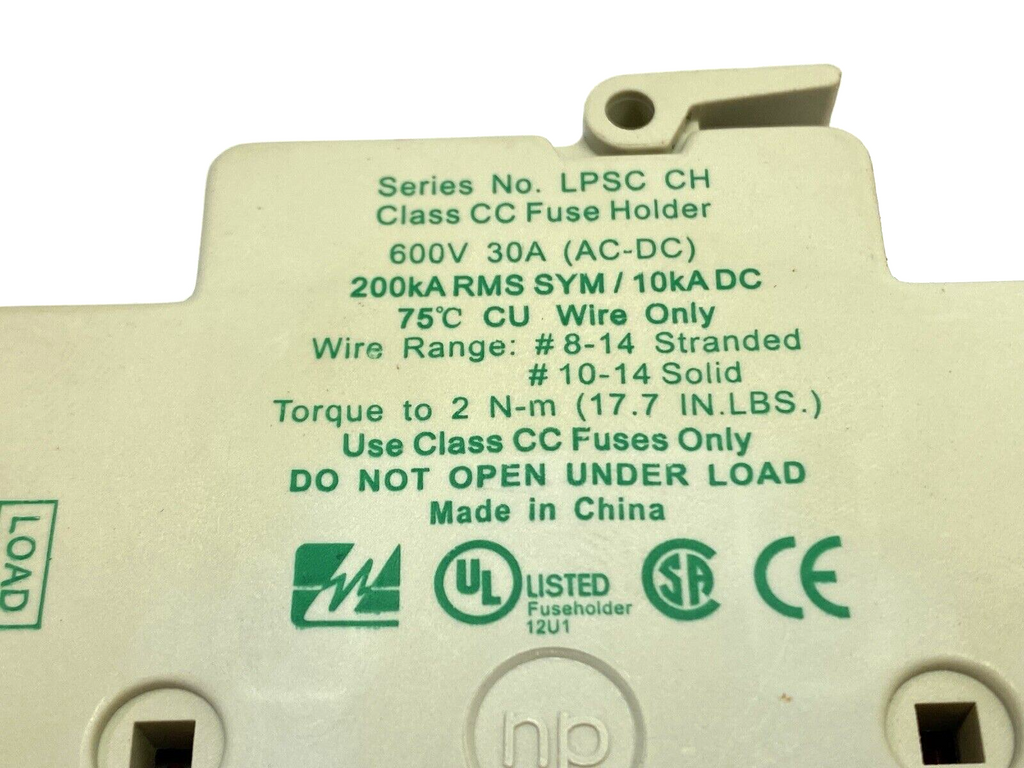 Series No. LPSC CH
Class CC Fuse Holder
600V 30A (AC-DC)
200kA RMS SYM / 10kA DC
75℃ CU Wire Only
Wire Range: #8-14 Stranded
#10-14 Solid
Torque to 2 N-m (17.7 IN.LBS.)
Use Class CC Fuses Only
DO NOT OPEN UNDER LOAD
Made in China
LOAD
UL LISTED
Fuseholder
12U1
SA
CE
np